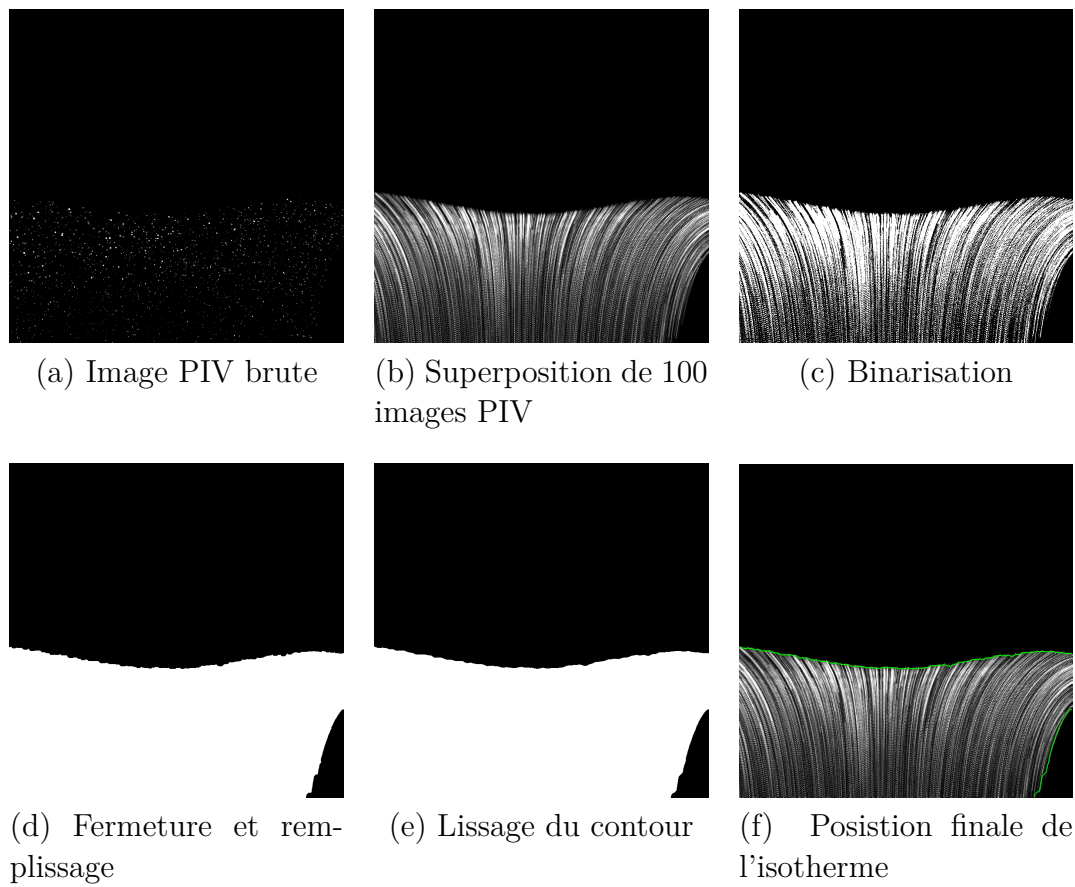 (a) Image PIV brute
(b) Superposition de 100
images PIV
(c) Binarisation
(d) Fermeture et rem-
plissage
(e) Lissage du contour
(f) Posistion finale de
l'isotherme